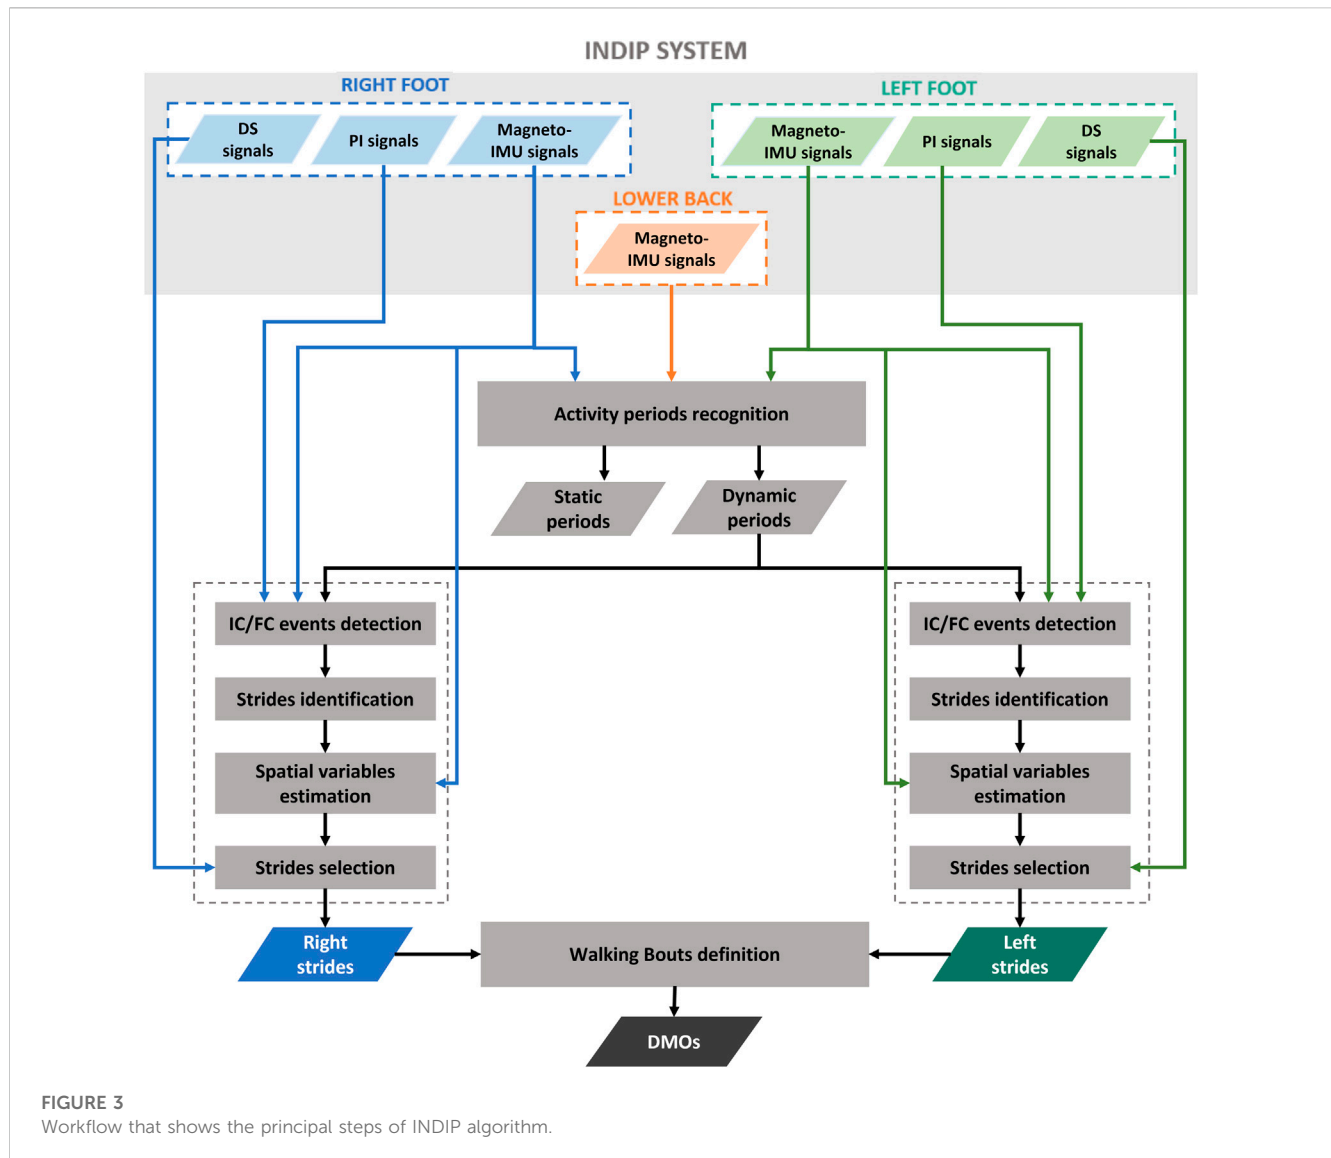 INDIP SYSTEM
RIGHT FOOT
DS
signals
PI signals
Magneto-
IMU signals
LEFT FOOT
Magneto-
IMU signals
PI signals
DS
signals
LOWER BACK
Magneto-
IMU signals
Activity periods recognition
Static
periods
Dynamic
periods
IC/FC events detection
Strides identification
Spatial variables
estimation
Strides selection
Right
strides
IC/FC events detection
Strides identification
Spatial variables
estimation
Strides selection
Left
strides
Walking Bouts definition
DMOs
FIGURE 3
Workflow that shows the principal steps of INDIP algorithm.